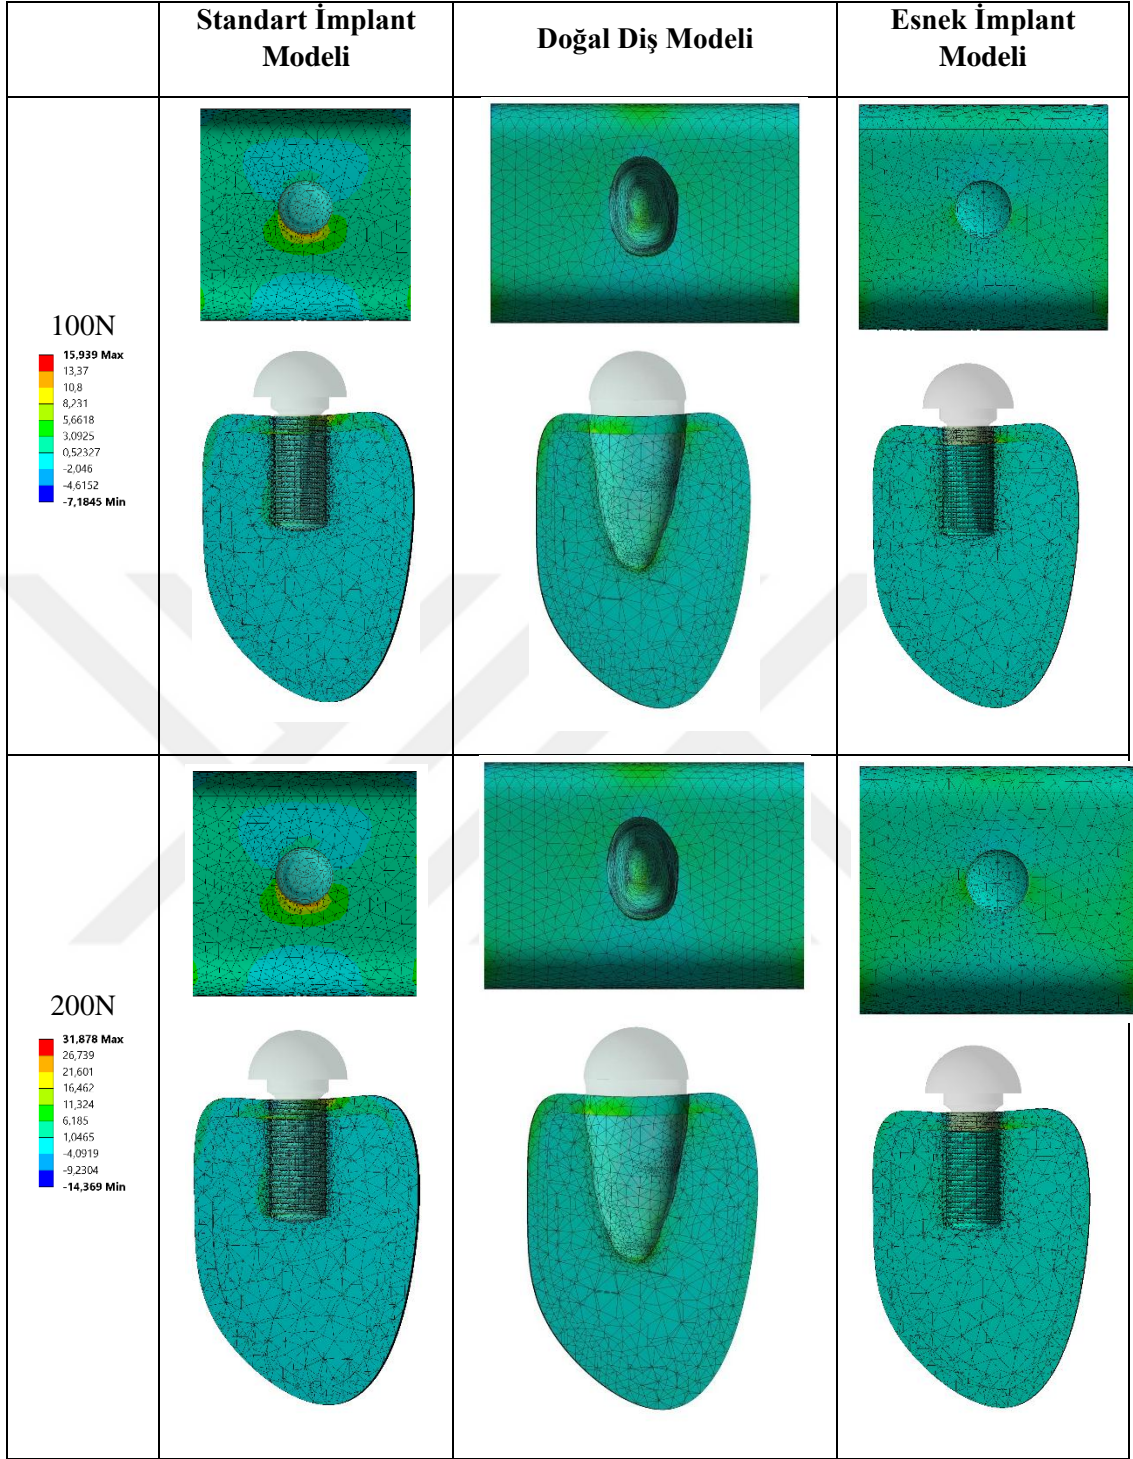 Standart İmplant
Modeli
Doğal Diş Modeli
Esnek İmplant
Modeli
100N
15,939 Max
13,37
10,8
8,231
5,6618
3,0925
0,52327
-2,046
-4,6152
-7,1845 Min
200N
31,878 Max
26,739
21,601
16,462
11,324
6,185
1,0465
-4,0919
-9,2304
-14,369 Min